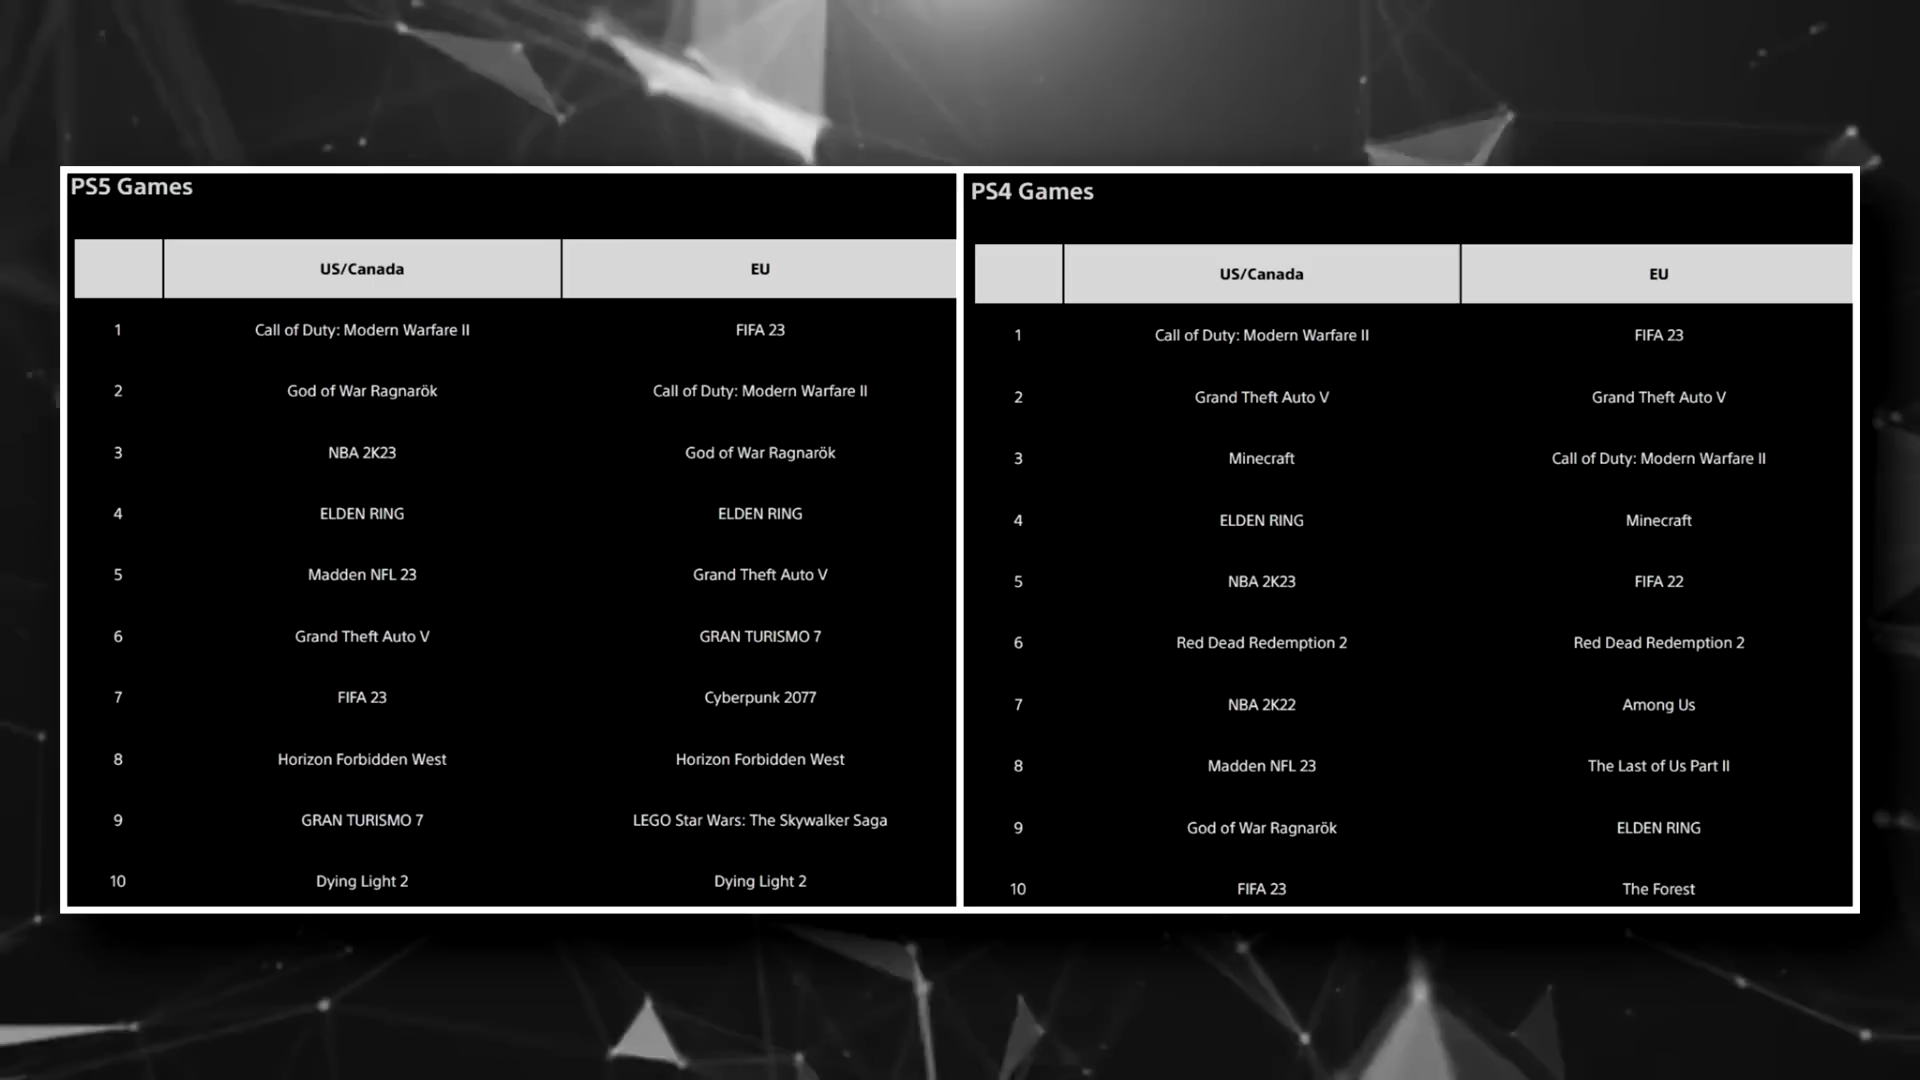 PS5 Games
US/Canada EU
1 Call of Duty: Modern Warfare II FIFA 23
2 God of War Ragnarök Call of Duty: Modern Warfare II
3 NBA 2K23 God of War Ragnarök
4 ELDEN RING ELDEN RING
5 Madden NFL 23 Grand Theft Auto V
6 Grand Theft Auto V GRAN TURISMO 7
7 FIFA 23 Cyberpunk 2077
8 Horizon Forbidden West Horizon Forbidden West
9 GRAN TURISMO 7 LEGO Star Wars: The Skywalker Saga
10 Dying Light 2 Dying Light 2
PS4 Games
US/Canada EU
1 Call of Duty: Modern Warfare II FIFA 23
2 Grand Theft Auto V Grand Theft Auto V
3 Minecraft Call of Duty: Modern Warfare II
4 ELDEN RING Minecraft
5 NBA 2K23 FIFA 22
6 Red Dead Redemption 2 Red Dead Redemption 2
7 NBA 2K22 Among Us
8 Madden NFL 23 The Last of Us Part II
9 God of War Ragnarök ELDEN RING
10 FIFA 23 The Forest